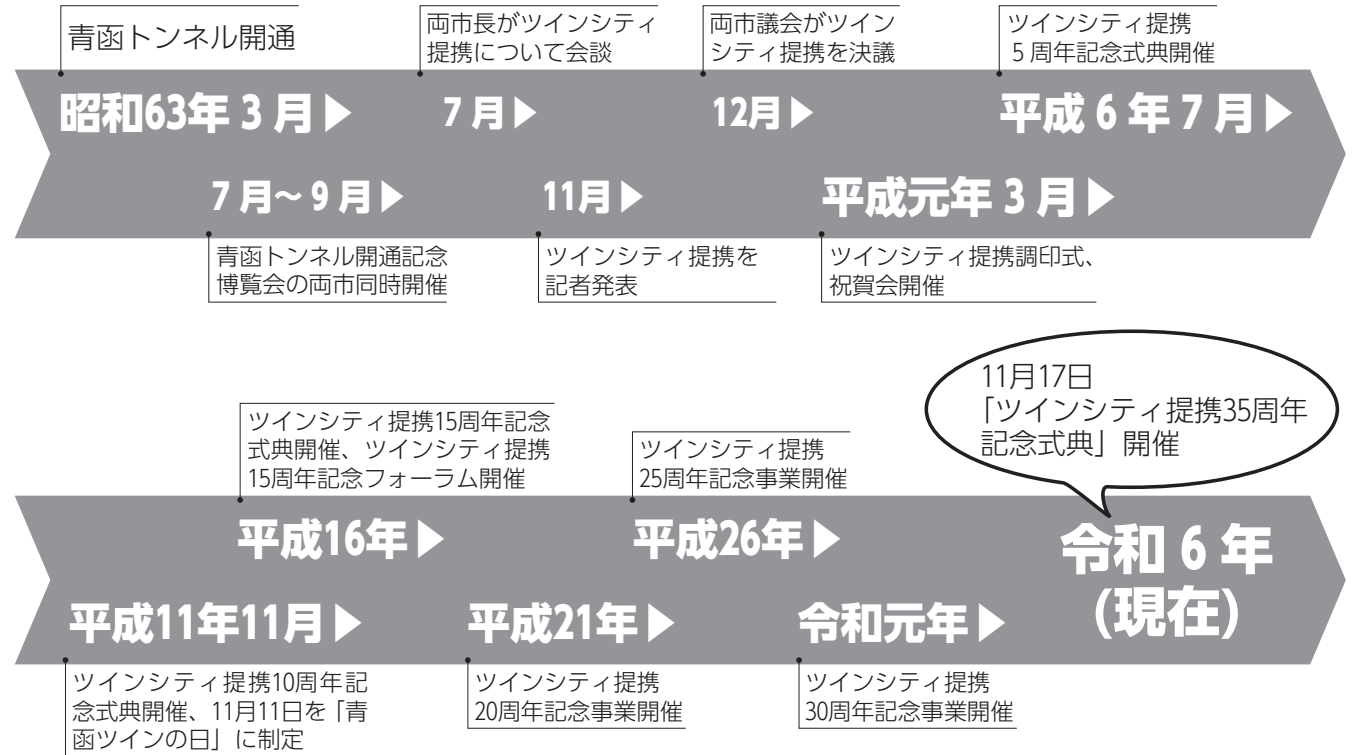 青函トンネル開通
昭和63年3月▶
7月～9月▶
青函トンネル開通記念
博覧会の両市同時開催
両市長がツインシティ
提携について会談
7月▶
11月▶
ツインシティ提携を
記者発表
両市議会がツイン
シティ提携を決議
12月▶
平成元年3月▶
ツインシティ提携調印式、
祝賀会開催
ツインシティ提携
5周年記念式典開催
平成6年7月▶
平成11年11月▶
ツインシティ提携10周年記
念式典開催、11月11日を「青
函ツインの日」に制定
ツインシティ提携15周年記念
式典開催、ツインシティ提携
15周年記念フォーラム開催
平成16年▶
平成21年▶
ツインシティ提携
20周年記念事業開催
ツインシティ提携
25周年記念事業開催
平成26年▶
令和元年▶
ツインシティ提携
30周年記念事業開催
11月17日
「ツインシティ提携35周年
記念式典」開催
令和6年
(現在)